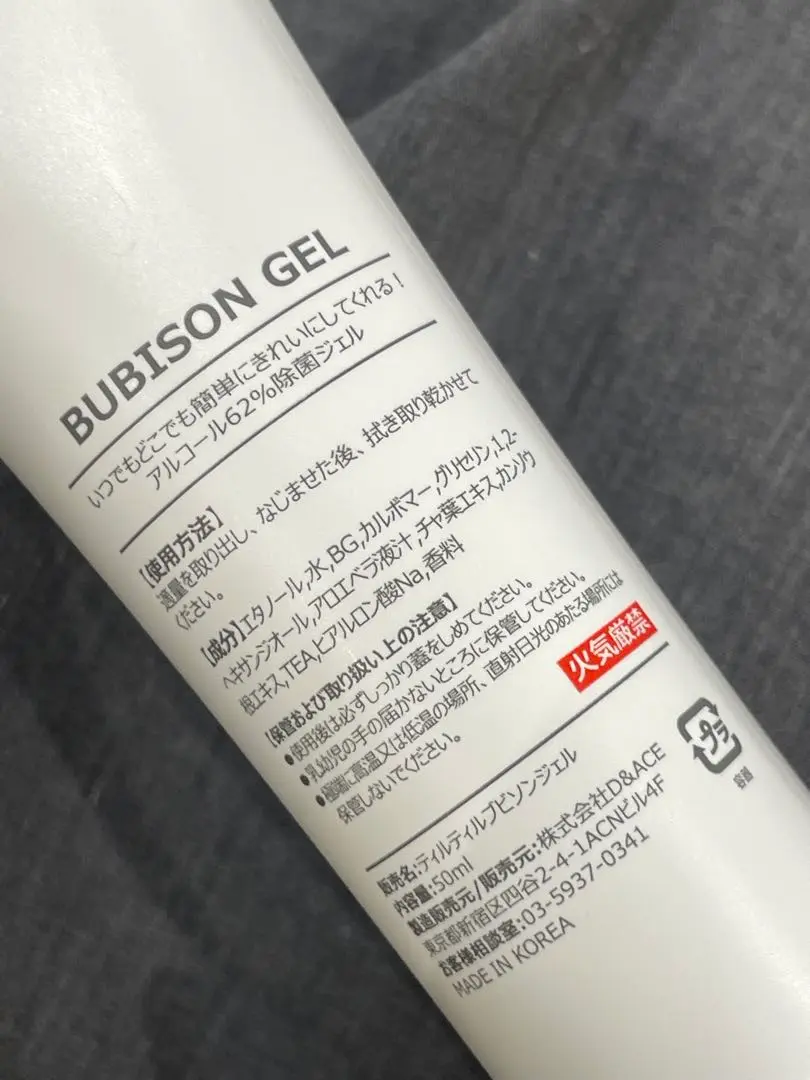 BUBISON GEL
いつでもどこでも簡単にきれいにしてくれる!
アルコール62%除菌ジェル
【使用方法】
適量を取り出し、なじませた後、拭き取り乾かせて
ください。
【成分】エタノール,水,BG,カルボマー,グリセリン,1,2-
ヘキサンジオール,アロエベラ液汁,チャ葉エキス,カンゾウ
根エキス,TEA,ヒアルロン酸Na,香料
【保管および取り扱い上の注意】
●使用後は必ずしっかり蓋をしめてください。
●乳幼児の手の届かないところに保管してください。
●極端に高温又は低温の場所、直射日光のあたる場所には
保管しないでください。
火気厳禁
販売名:ティルティルブビソンジェル
内容量:50ml
製造販売元/販売元:株式会社D&ACE
東京都新宿区四谷2-4-1ACNビル4F
お客様相談室:03-5937-0341
MADE IN KOREA
プラ
容器